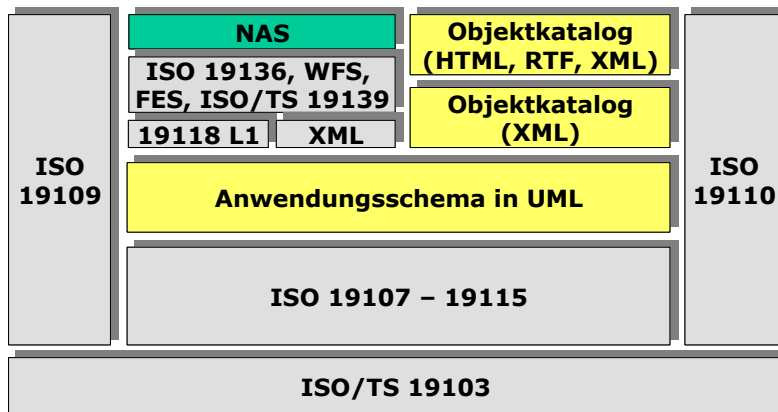 NAS
ISO 19136, WFS,
FES, ISO/TS 19139
19118 L1
XML
Objektkatalog
(HTML, RTF, XML)
Objektkatalog
(XML)
ISO
19109
Anwendungsschema in UML
ISO
19110
ISO 19107 – 19115
ISO/TS 19103